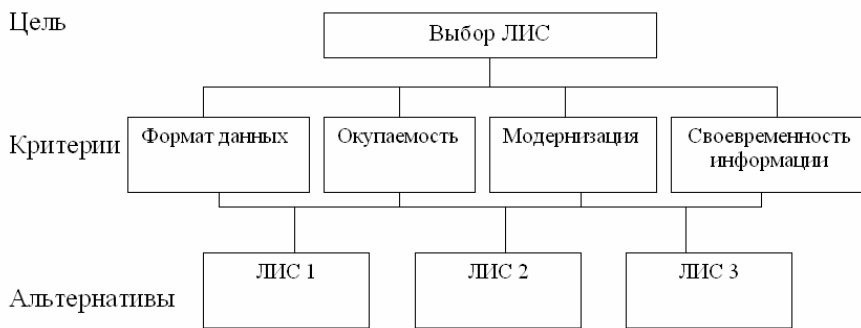 Цель
Выбор ЛИС
Критерии
Формат данных
Окупаемость
Модернизация
Своевременность
информации
ЛИС 1
ЛИС 2
ЛИС 3
Альтернативы